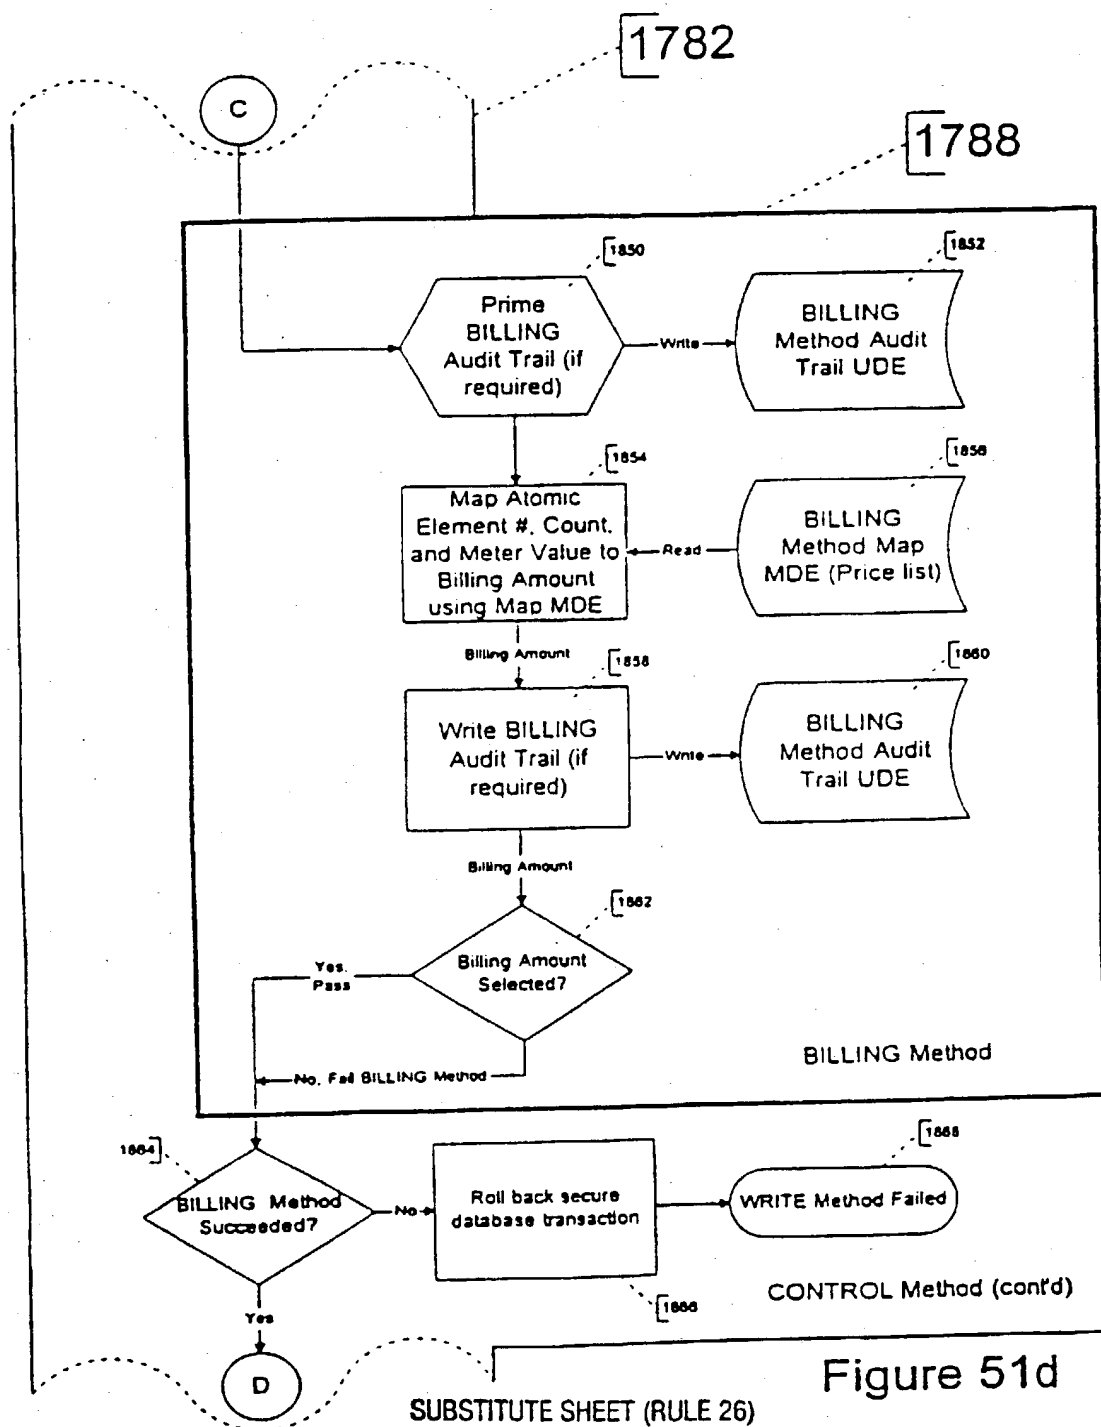 1782
C
1788
1850
1852
Prime
BILLING
Audit Trail (if
required)
Write
BILLING
Method Audit
Trail UDE
1854
1856
Map Atomic
Element #, Count,
and Meter Value to
Billing Amount
using Map MDE
Read
BILLING
Method Map
MDE (Price list)
Billing Amount
1858
1860
Write BILLING
Audit Trail (if
required)
Write
BILLING
Method Audit
Trail UDE
Billing Amount
1862
Billing Amount
Selected?
Yes,
Pass
No, Fail BILLING Method
BILLING Method
1864
BILLING Method
Succeeded?
No
Roll back secure
database transaction
1868
WRITE Method Failed
1866
CONTROL Method (cont'd)
Yes
D
Figure 51d
SUBSTITUTE SHEET (RULE 26)